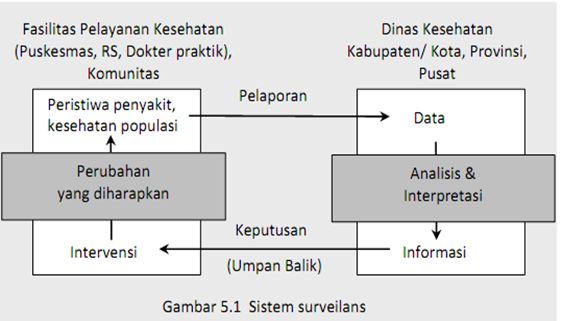 Fasilitas Pelayanan Kesehatan
(Puskesmas, RS, Dokter praktik),
Komunitas
Dinas Kesehatan
Kabupaten/ Kota, Provinsi,
Pusat
Peristiwa penyakit,
kesehatan populasi
Pelaporan
Data
Perubahan
yang diharapkan
Analisis &
Interpretasi
Intervensi
Keputusan
(Umpan Balik)
Informasi
Gambar 5.1  Sistem surveilans